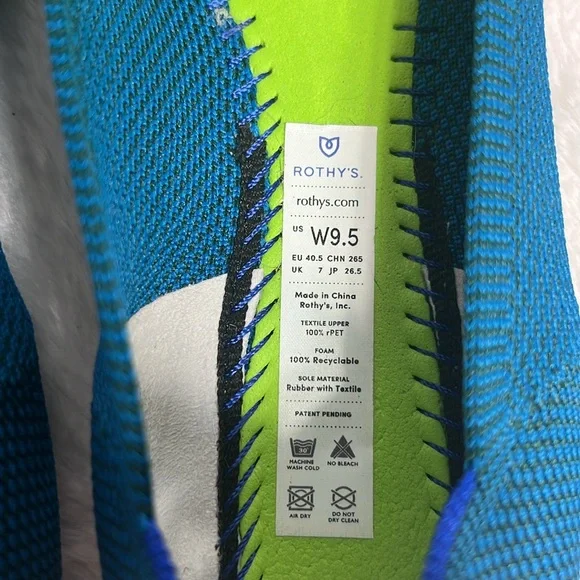 ROTHY'S.
rothys.com
US W9.5
EU 40.5 CHN 265
UK 7 JP 26.5
Made in China
Rothy's, Inc.
TEXTILE UPPER
100% rPET
FOAM
100% Recyclable
SOLE MATERIAL
Rubber with Textile
PATENT PENDING
30°
MACHINE WASH COLD
NO BLEACH
AIR DRY
DO NOT DRY CLEAN